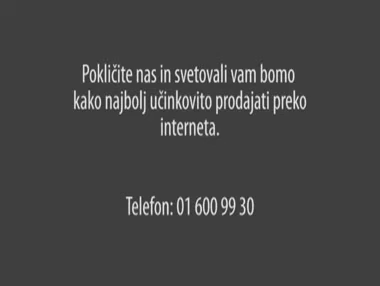 Pokličite nas in svetovali vam bomo
kako najbolj učinkovito prodajati preko
interneta.
Telefon: 01 600 99 30